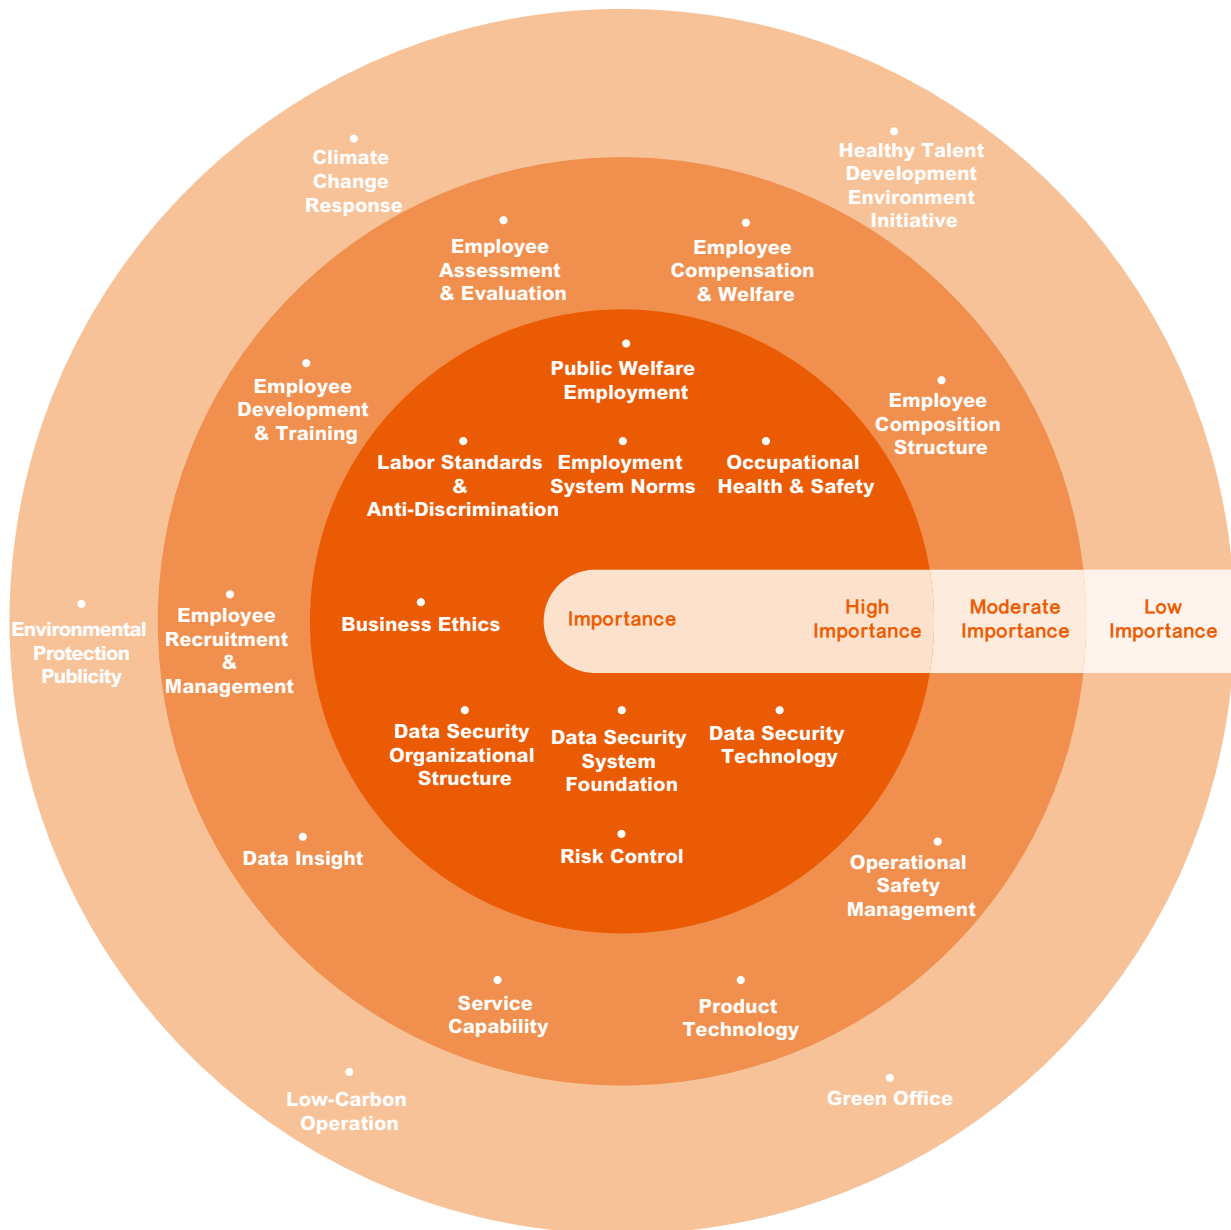 Climate
Change
Response
Healthy Talent
Development
Environment
Initiative
Employee
Assessment
& Evaluation
Employee
Compensation
& Welfare
Public Welfare
Employment
Employee
Development
& Training
Employee
Composition
Structure
Labor Standards
&
Anti-Discrimination
Employment
System Norms
Occupational
Health & Safety
Environmental
Protection
Publicity
Employee
Recruitment
&
Management
Business Ethics
Importance
High
Importance
Moderate
Importance
Low
Importance
Data Security
Organizational
Structure
Data Security
System
Foundation
Data Security
Technology
Data Insight
Risk Control
Operational
Safety
Management
Service
Capability
Product
Technology
Low-Carbon
Operation
Green Office